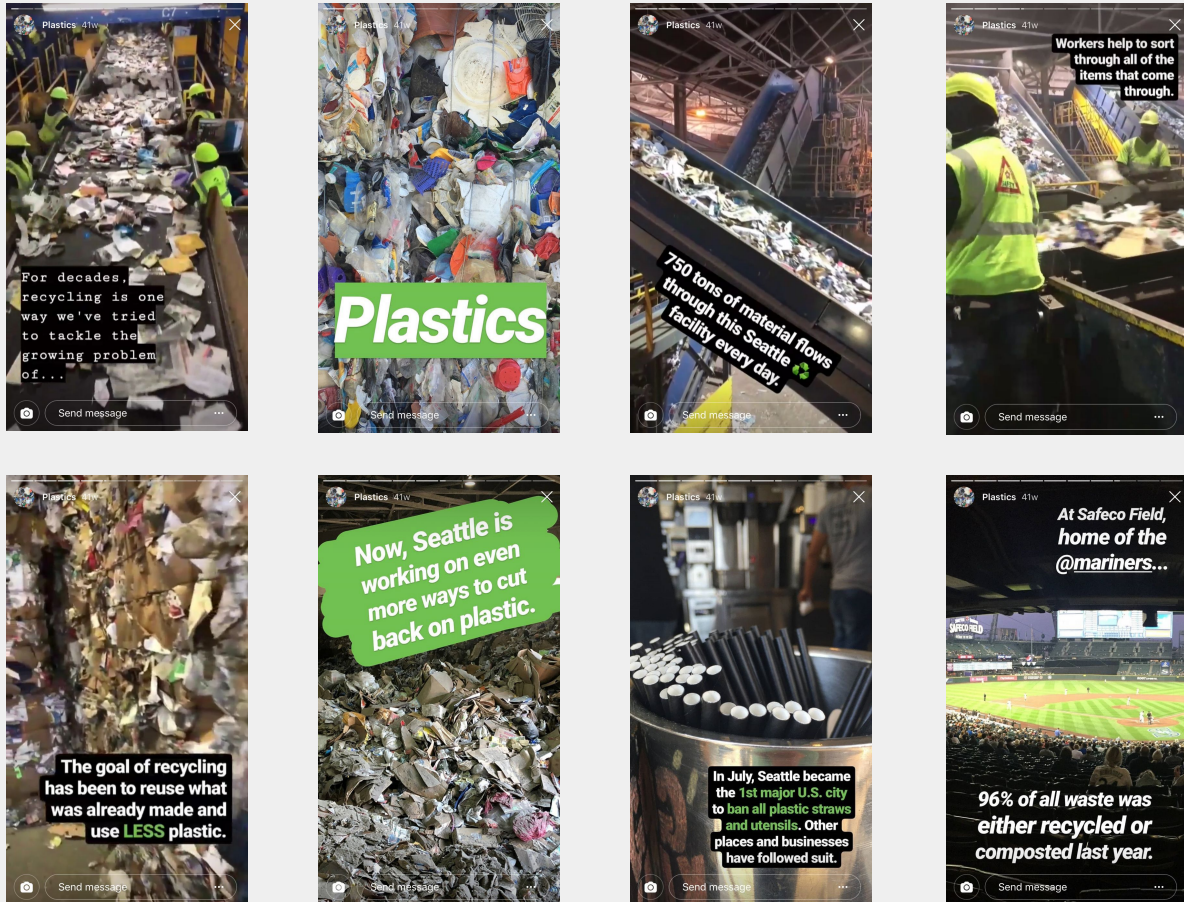 Plastics 41w
C7
For decades,
recycling is one
way we've tried
to tackle the
growing problem
of...
Send message
Plastics 41w
Plastics
Send message
Plastics 41w
750 tons of material flows
through this Seattle ♻
facility every day.
Send message
Plastics 41w
Workers help to sort
through all of the
items that come
through.
Send message
Plastics 41w
The goal of recycling
has been to reuse what
was already made and
use LESS plastic.
Send message
Plastics 41w
Now, Seattle is
working on even
more ways to cut
back on plastic.
Send message
Plastics 41w
In July, Seattle became
the 1st major U.S. city
to ban all plastic straws
and utensils. Other
places and businesses
have followed suit.
Send message
Plastics 41w
At Safeco Field,
home of the
@mariners...
SAFECO FIELD
96% of all waste was
either recycled or
composted last year.
Send message